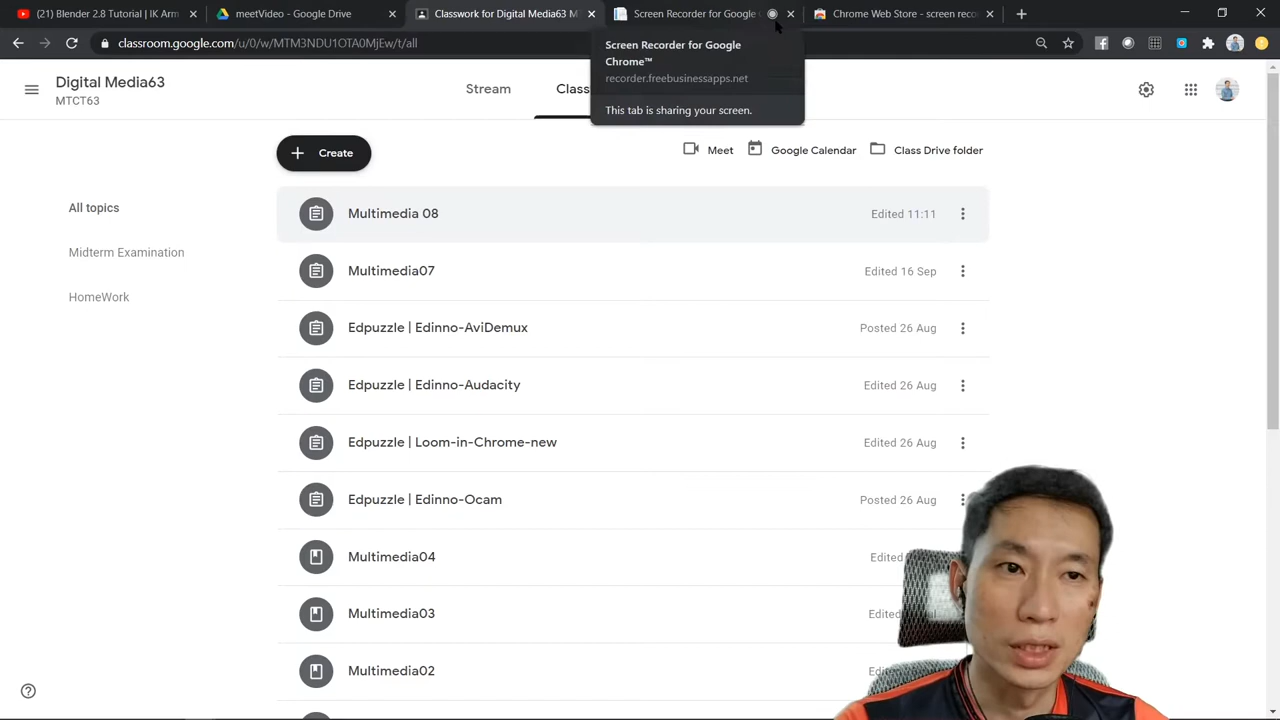 (21) Blender 2.8 Tutorial | IK Arm
meetVideo - Google Drive
Classwork for Digital Media63 M
Screen Recorder for Google
Chrome Web Store - screen reco
classroom.google.com/u/0/w/MTM3NDU1OTA0MjEw/t/all
Screen Recorder for Google
Chrome™
recorder.freebusinessapps.net
This tab is sharing your screen.
Digital Media63
MTCT63
Stream
Class
Create
Meet
Google Calendar
Class Drive folder
All topics
Midterm Examination
HomeWork
Multimedia 08
Edited 11:11
Multimedia07
Edited 16 Sep
Edpuzzle | Edinno-AviDemux
Posted 26 Aug
Edpuzzle | Edinno-Audacity
Edited 26 Aug
Edpuzzle | Loom-in-Chrome-new
Edited 26 Aug
Edpuzzle | Edinno-Ocam
Posted 26 Aug
Multimedia04
Edited
Multimedia03
Multimedia02